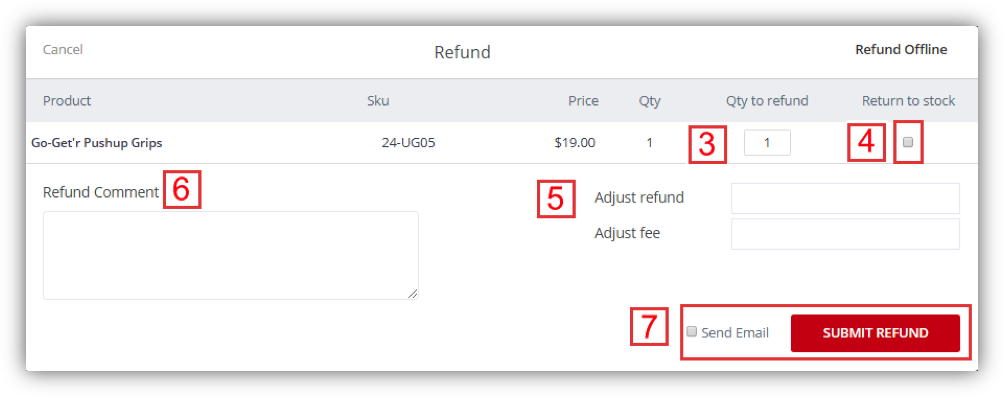 Cancel Refund Refund Offline
Product Sku Price Qty Qty to refund Return to stock
Go-Get'r Pushup Grips 24-UG05 $19.00 1 3 1 4
Refund Comment 6 5 Adjust refund
Adjust fee
7 Send Email SUBMIT REFUND